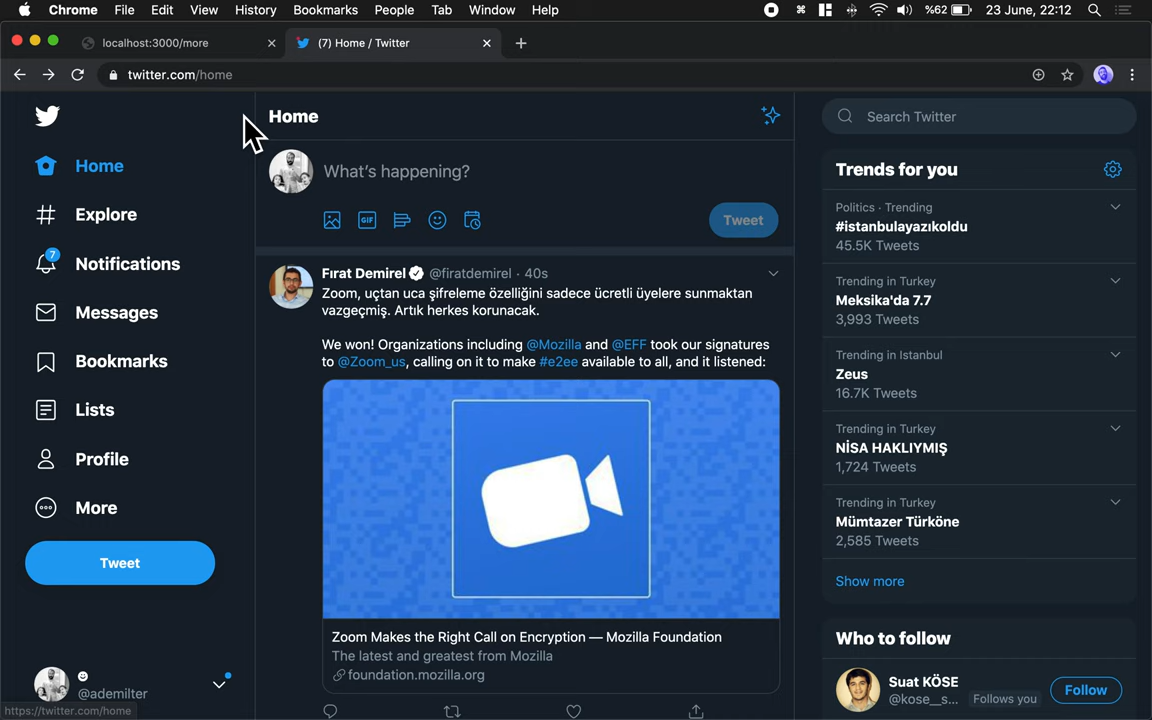 Chrome File Edit View History Bookmarks People Tab Window Help %62 23 June, 22:12
localhost:3000/more (7) Home / Twitter
twitter.com/home
Home
Explore
7
Notifications
Messages
Bookmarks
Lists
Profile
More
Tweet
@ademilter
https://twitter.com/home
Home
What's happening?
GIF
Tweet
Fırat Demirel @firatdemirel · 40s
Zoom, uçtan uca şifreleme özelliğini sadece ücretli üyelere sunmaktan
vazgeçmiş. Artık herkes korunacak.
We won! Organizations including @Mozilla and @EFF took our signatures
to @Zoom_us, calling on it to make #e2ee available to all, and it listened:
Zoom Makes the Right Call on Encryption — Mozilla Foundation
The latest and greatest from Mozilla
foundation.mozilla.org
Search Twitter
Trends for you
Politics · Trending
#istanbulayazıkoldu
45.5K Tweets
Trending in Turkey
Meksika'da 7.7
3,993 Tweets
Trending in Istanbul
Zeus
16.7K Tweets
Trending in Turkey
NİSA HAKLIYMIŞ
1,724 Tweets
Trending in Turkey
Mümtazer Türköne
2,585 Tweets
Show more
Who to follow
Suat KÖSE
@kose__s... Follows you
Follow